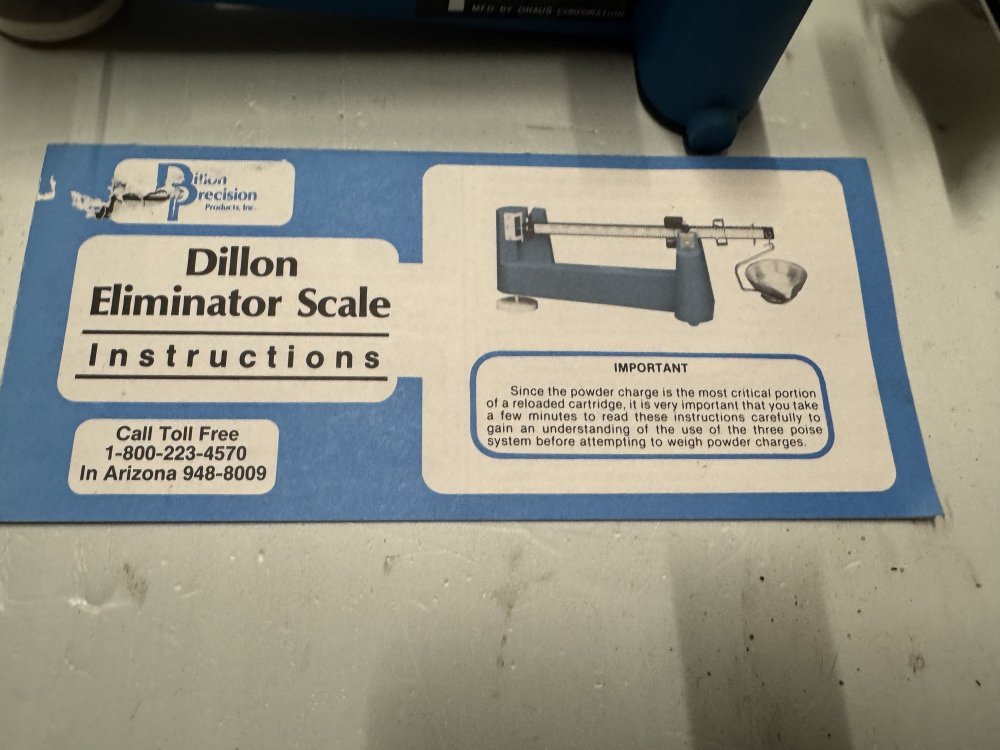 MFD. BY OHAUS CORPORATION
Dillon
Precision
Products, Inc.
Dillon
Eliminator Scale
Instructions
Call Toll Free
1-800-223-4570
In Arizona 948-8009
IMPORTANT
Since the powder charge is the most critical portion
of a reloaded cartridge, it is very important that you take
a few minutes to read these instructions carefully to
gain an understanding of the use of the three poise
system before attempting to weigh powder charges.